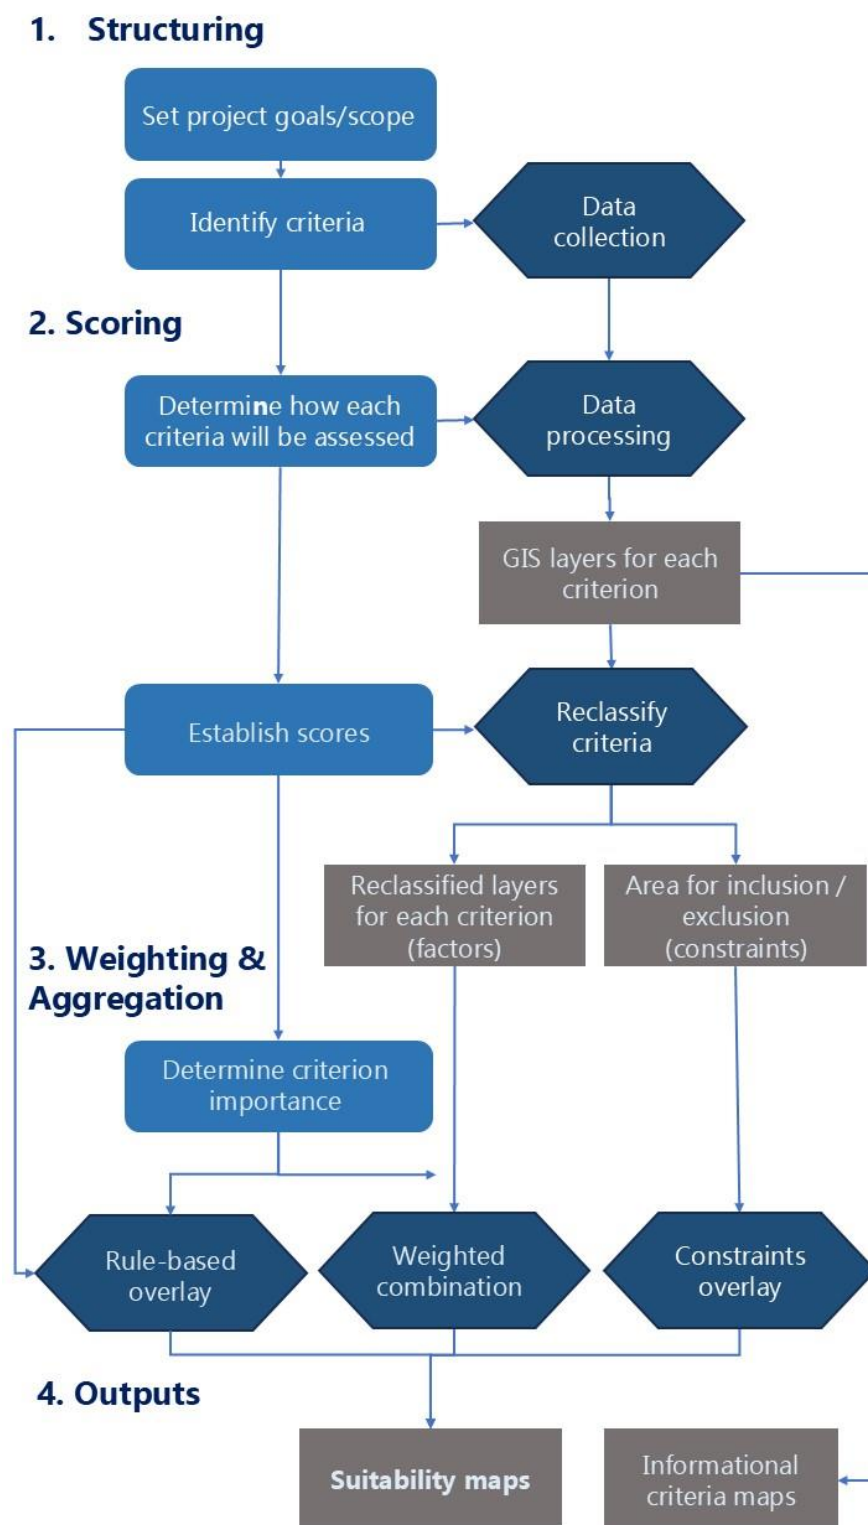 1. Structuring
Set project goals/scope
Identify criteria
Data
collection
2. Scoring
Determine how each
criteria will be assessed
Data
processing
GIS layers for each
criterion
Establish scores
Reclassify
criteria
Reclassified layers
for each criterion
(factors)
Area for inclusion /
exclusion
(constraints)
3. Weighting &
Aggregation
Determine criterion
importance
Rule-based
overlay
Weighted
combination
Constraints
overlay
4. Outputs
Suitability maps
Informational
criteria maps